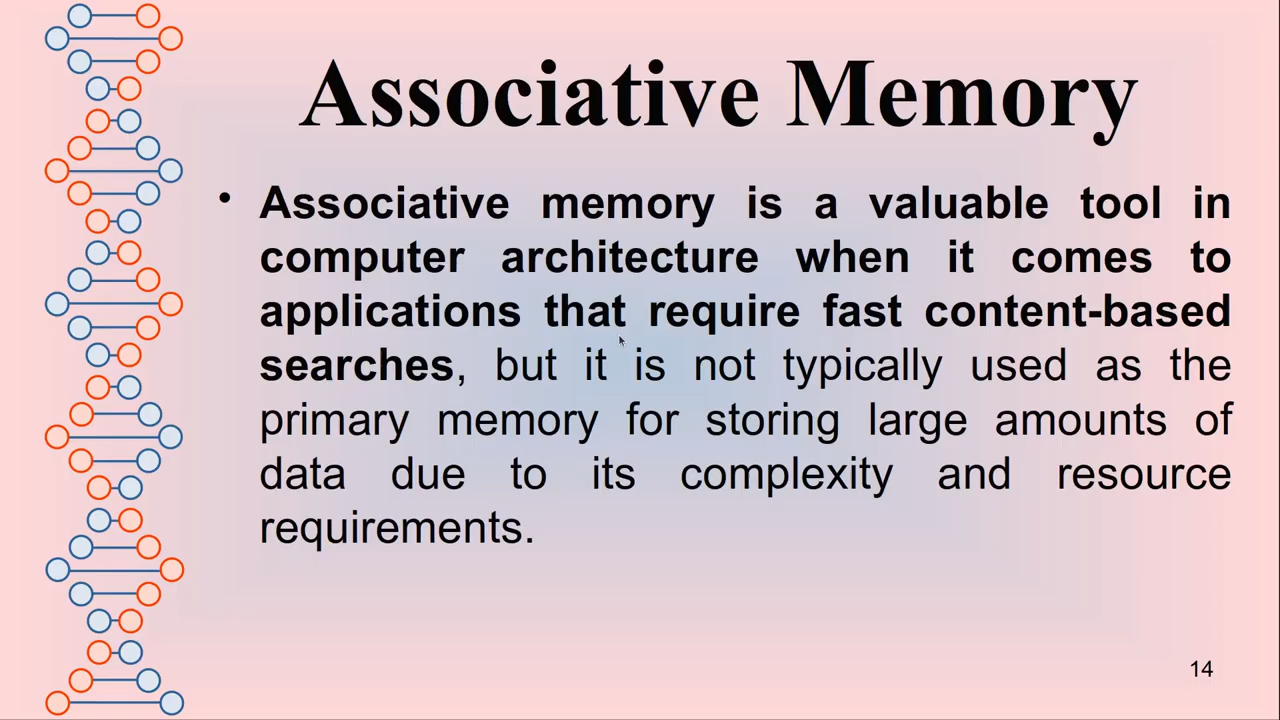 Associative Memory
• Associative memory is a valuable tool in
computer architecture when it comes to
applications that require fast content-based
searches, but it is not typically used as the
primary memory for storing large amounts of
data due to its complexity and resource
requirements.
14